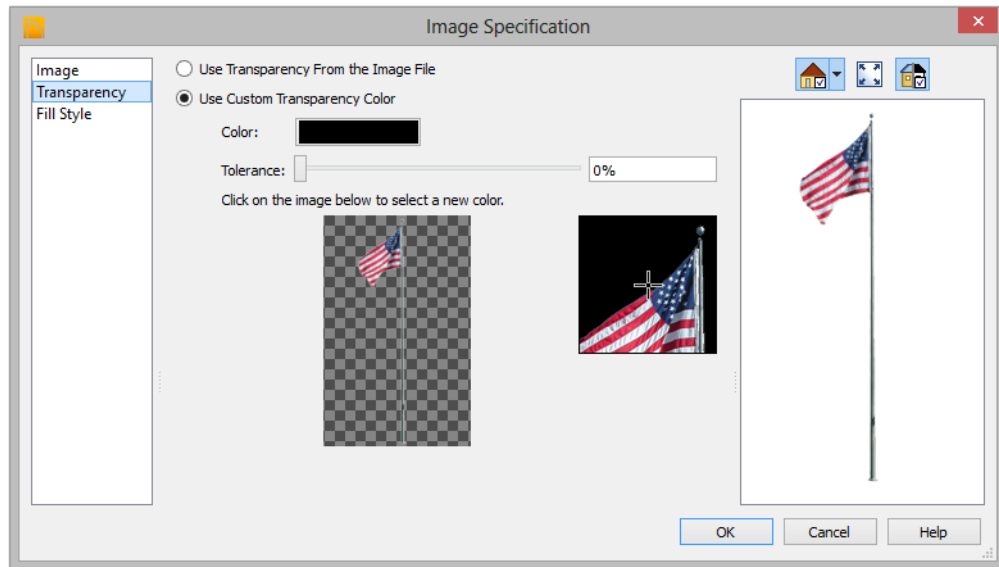 Image Specification
Image
Transparency
Fill Style
Use Transparency From the Image File
Use Custom Transparency Color
Color:
Tolerance:
0%
Click on the image below to select a new color.
OK
Cancel
Help